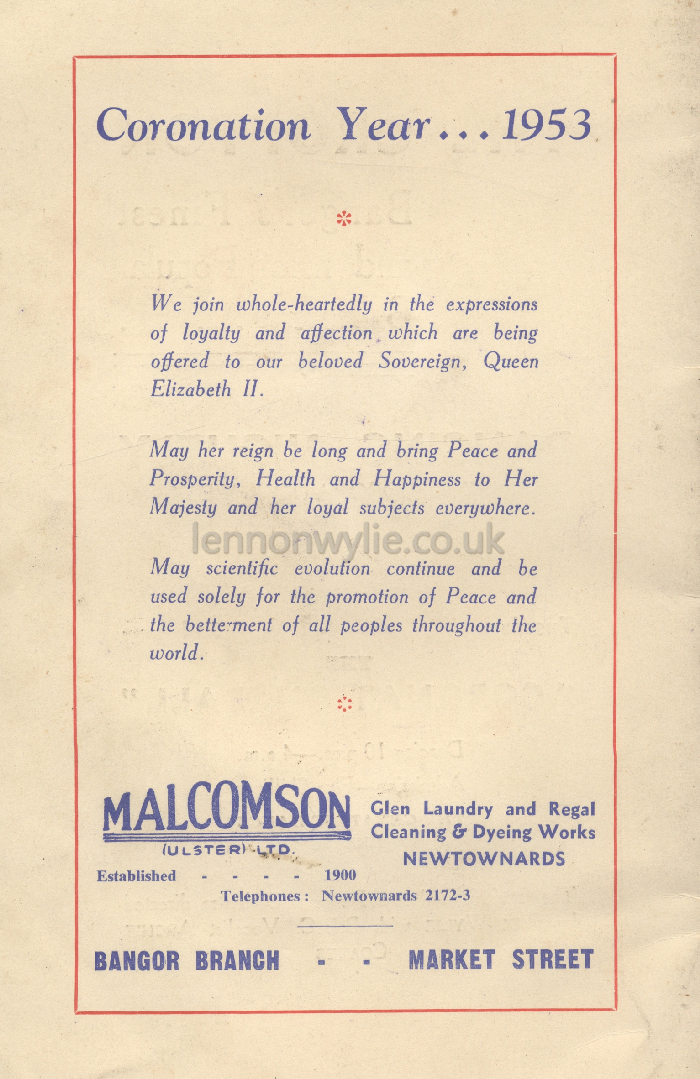 Coronation Year... 1953
We join whole-heartedly in the expressions
of loyalty and affection which are being
offered to our beloved Sovereign, Queen
Elizabeth II.
May her reign be long and bring Peace and
Prosperity, Health and Happiness to Her
Majesty and her loyal subjects everywhere.
lennonwylie.co.uk
May scientific evolution continue and be
used solely for the promotion of Peace and
the betterment of all peoples throughout the
world.
MALCOMSON
(ULSTER) LTD.
Glen Laundry and Regal
Cleaning & Dyeing Works
NEWTOWNARDS
Established - - - - 1900
Telephones: Newtownards 2172-3
BANGOR BRANCH - - MARKET STREET